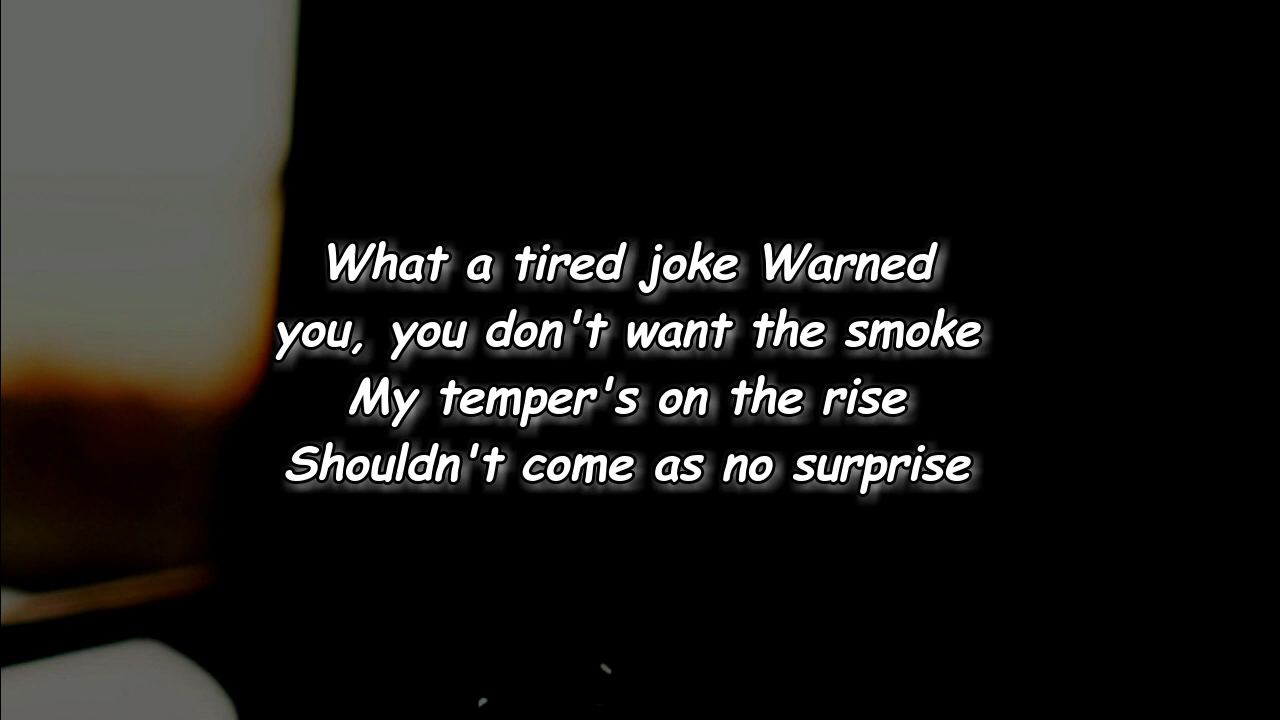 What a tired joke Warned
you, you don't want the smoke
My temper's on the rise
Shouldn't come as no surprise